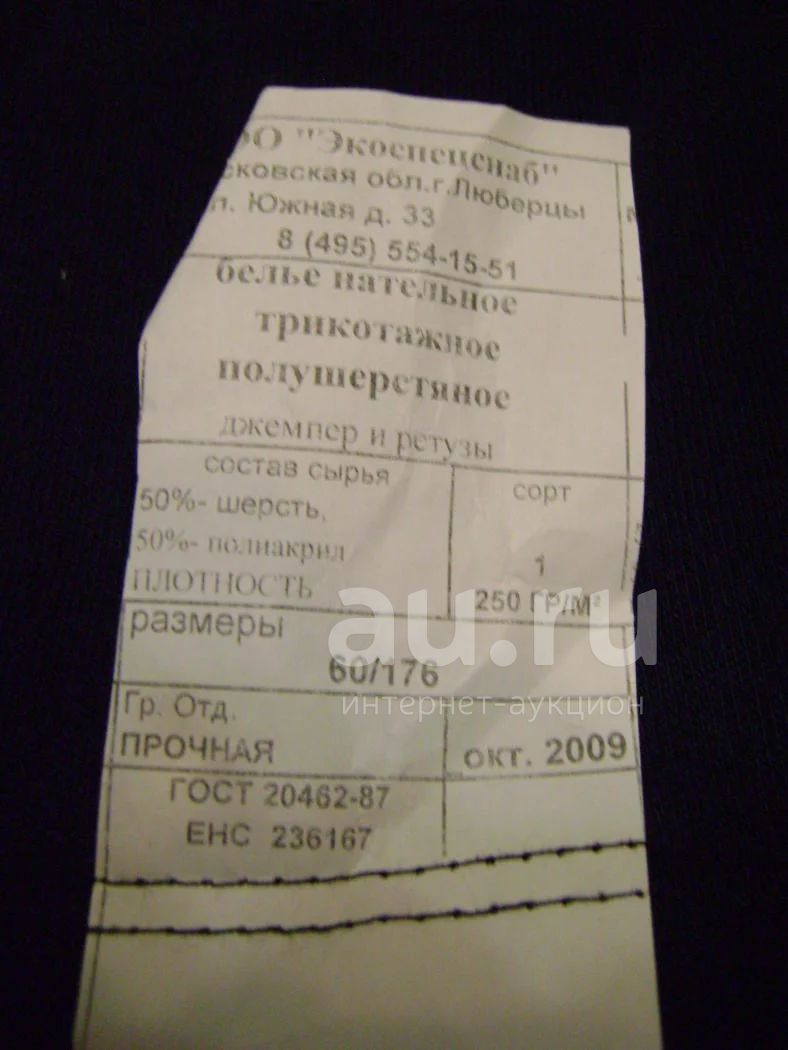 ОО "Экоспецснаб"
сковская обл.г.Люберцы
л. Южная д. 33
8 (495) 554-15-51
белье нательное
трикотажное
полушерстяное
джемпер и ретузы
состав сырья
50%- шерсть,
50%- полиакрил
ПЛОТНОСТЬ
сорт
1
250 ГР/М²
размеры
60/176
Гр. Отд.
ПРОЧНАЯ
окт. 2009
ГОСТ 20462-87
ЕНС 236167
au.ru
интернет-аукцион